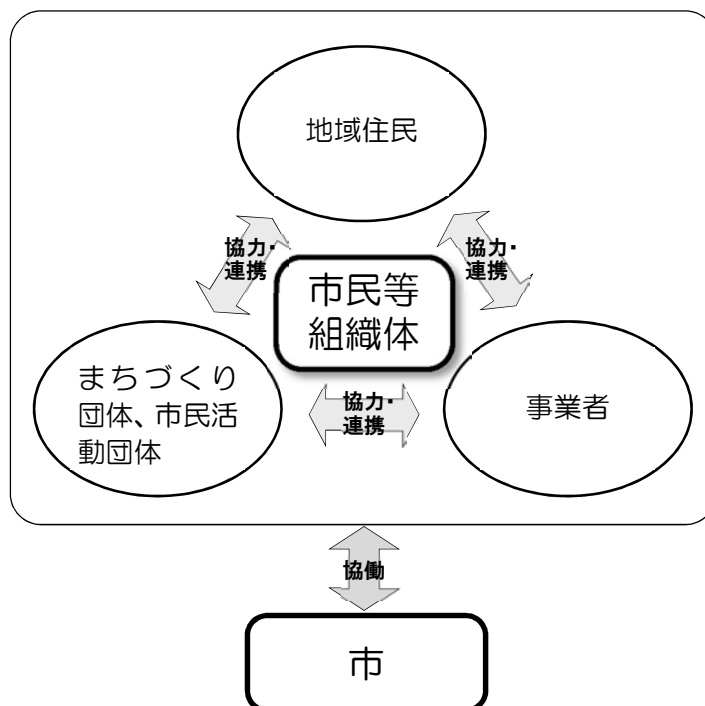 地域住民
協力・
連携
協力・
連携
市民等
組織体
まちづくり
団体、市民活
動団体
協力・
連携
事業者
協働
市